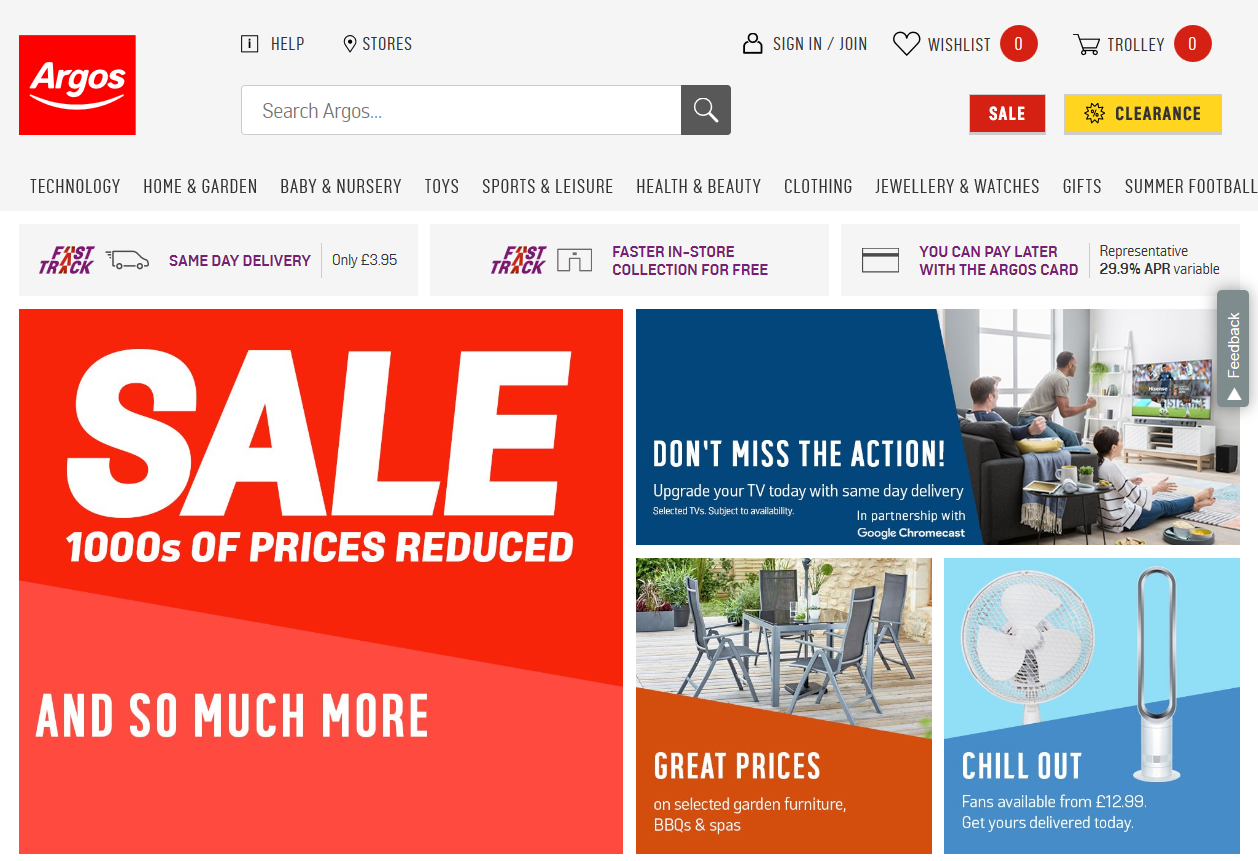 HELP
STORES
SIGN IN / JOIN
WISHLIST
0
TROLLEY
0
Argos
Search Argos...
SALE
CLEARANCE
TECHNOLOGY
HOME & GARDEN
BABY & NURSERY
TOYS
SPORTS & LEISURE
HEALTH & BEAUTY
CLOTHING
JEWELLERY & WATCHES
GIFTS
SUMMER FOOTBALL
FAST
TRACK
SAME DAY DELIVERY
Only £3.95
FAST
TRACK
FASTER IN-STORE
COLLECTION FOR FREE
YOU CAN PAY LATER
WITH THE ARGOS CARD
Representative
29.9% APR variable
Feedback
SALE
1000s OF PRICES REDUCED
AND SO MUCH MORE
DON'T MISS THE ACTION!
Upgrade your TV today with same day delivery
Selected TVs. Subject to availability.
In partnership with
Google Chromecast
Hisense
GREAT PRICES
on selected garden furniture,
BBQs & spas
CHILL OUT
Fans available from £12.99.
Get yours delivered today.